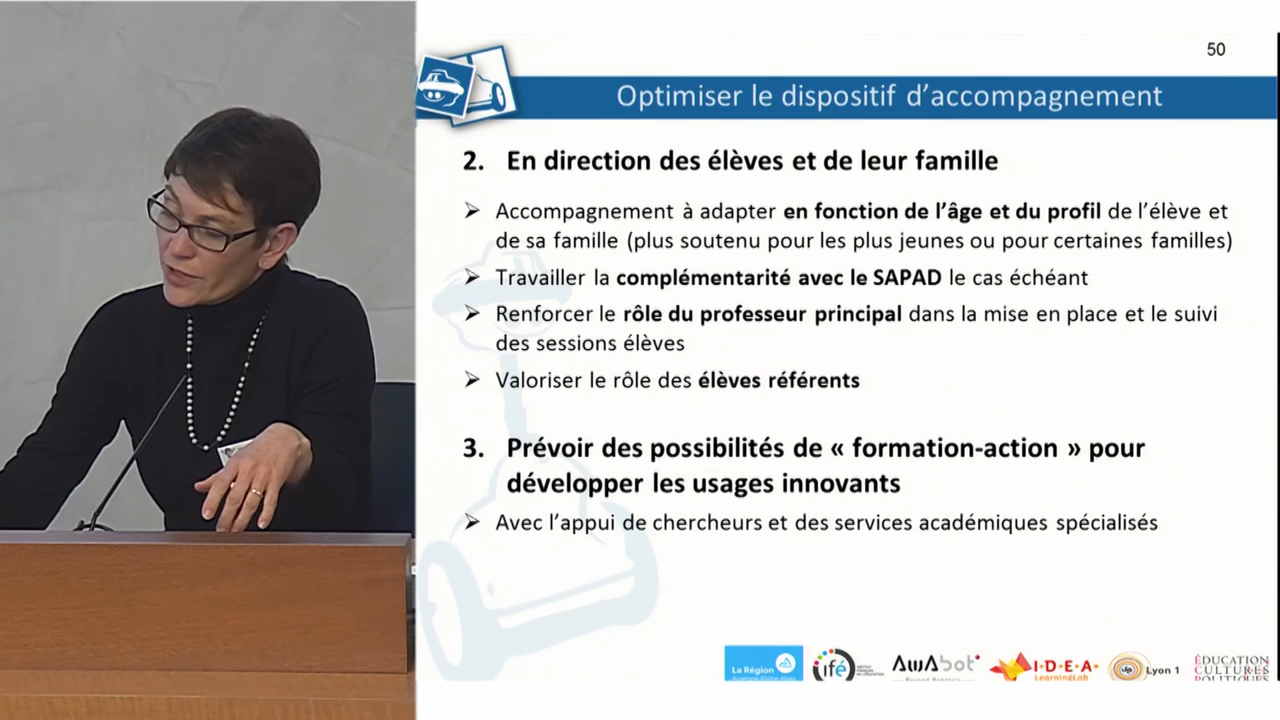 50
Optimiser le dispositif d'accompagnement
2. En direction des élèves et de leur famille
➢ Accompagnement à adapter en fonction de l'âge et du profil de l'élève et
de sa famille (plus soutenu pour les plus jeunes ou pour certaines familles)
➢ Travailler la complémentarité avec le SAPAD le cas échéant
➢ Renforcer le rôle du professeur principal dans la mise en place et le suivi
des sessions élèves
➢ Valoriser le rôle des élèves référents
3. Prévoir des possibilités de « formation-action » pour
développer les usages innovants
➢ Avec l'appui de chercheurs et des services académiques spécialisés
La Région
Auvergne-Rhône-Alpes
ifé
AwAbot
Beyond Robotics
I·D·E·A·
LearningLab
Lyon 1
ÉDUCATION
CULTURES
POLITIQUES